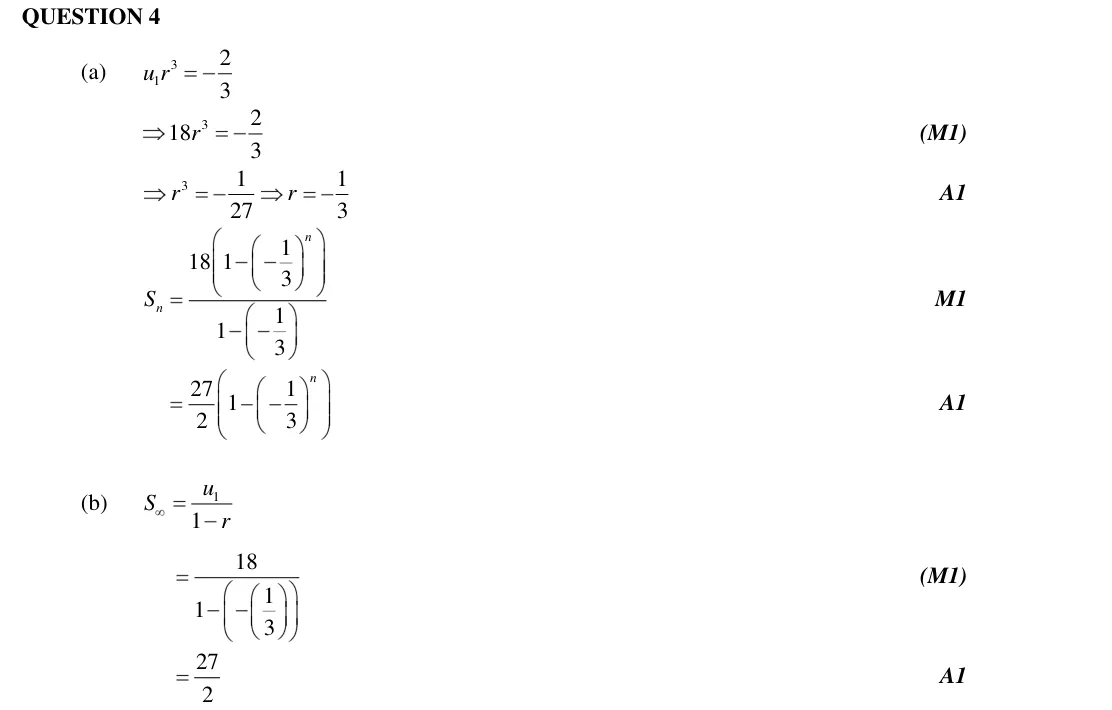 QUESTION 4
(a) u₁r³ = −2/3
⇒ 18r³ = −2/3 (M1)
⇒ r³ = −1/27 ⇒ r = −1/3 A1
Sₙ = 18(1−(−1/3)ⁿ) / (1−(−1/3)) M1
= 27/2 (1−(−1/3)ⁿ) A1
(b) S∞ = u₁/(1−r)
= 18 / (1−(−(1/3))) (M1)
= 27/2 A1